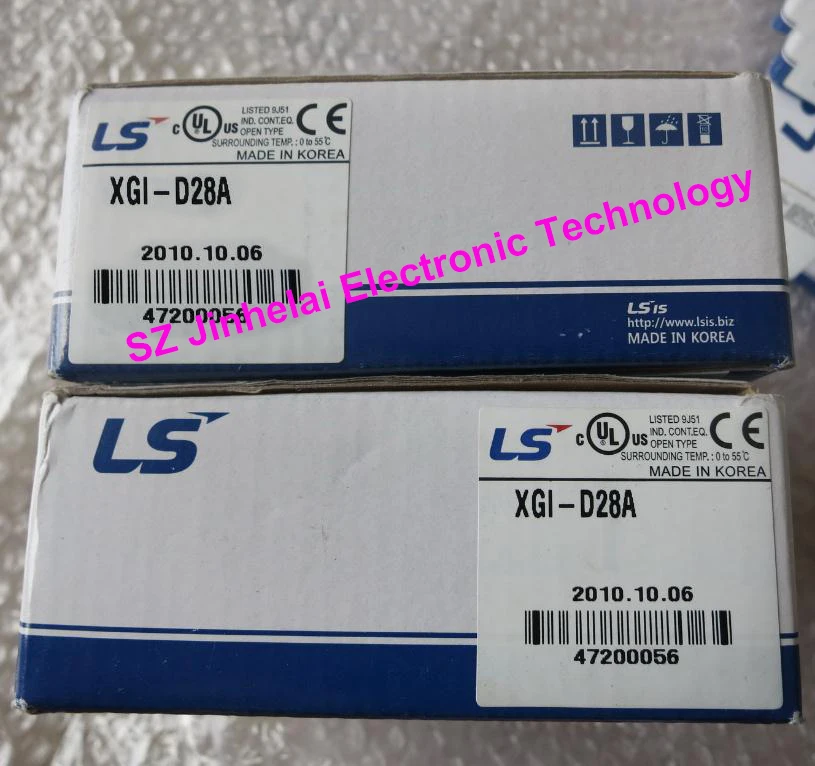 LS
c UL US
LISTED 9J51
IND. CONT.EQ.
OPEN TYPE
CE
SURROUNDING TEMP. : 0 to 55℃
MADE IN KOREA
XGI-D28A
2010.10.06
47200056
SZ Jinhelai Electronic Technology
LSis
http://www.lsis.biz
MADE IN KOREA
LS
LS
c UL US
LISTED 9J51
IND. CONT.EQ.
OPEN TYPE
CE
SURROUNDING TEMP. : 0 to 55℃
MADE IN KOREA
XGI-D28A
2010.10.06
47200056